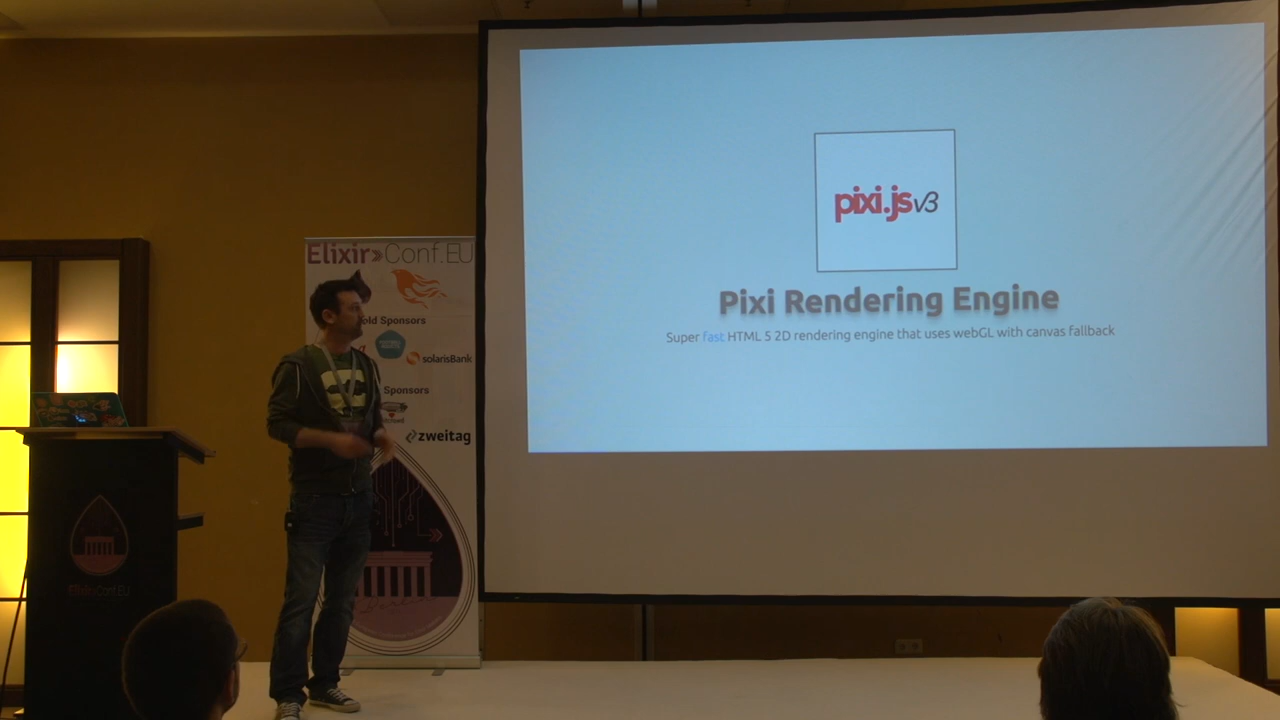 pixi.js v3
Pixi Rendering Engine
Super fast HTML 5 2D rendering engine that uses webGL with canvas fallback
Elixir Conf.EU
Sponsors
solarisBank
Sponsors
zweitag
ElixirConf.EU